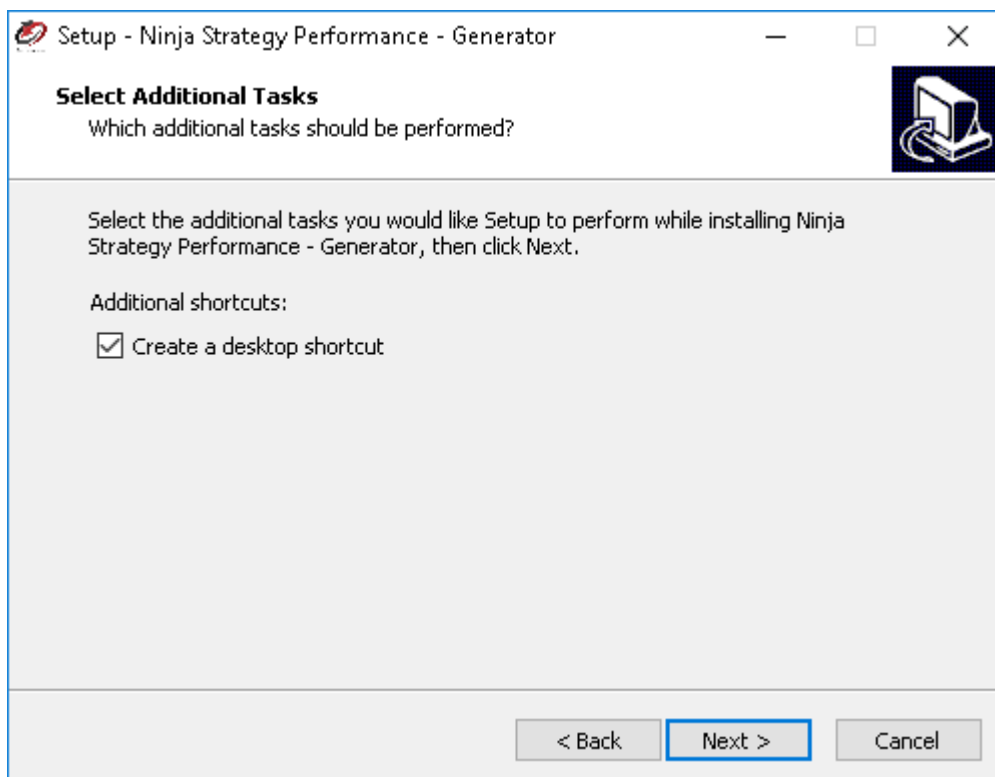 Setup - Ninja Strategy Performance - Generator
Select Additional Tasks
Which additional tasks should be performed?
Select the additional tasks you would like Setup to perform while installing Ninja
Strategy Performance - Generator, then click Next.
Additional shortcuts:
Create a desktop shortcut
< Back Next > Cancel